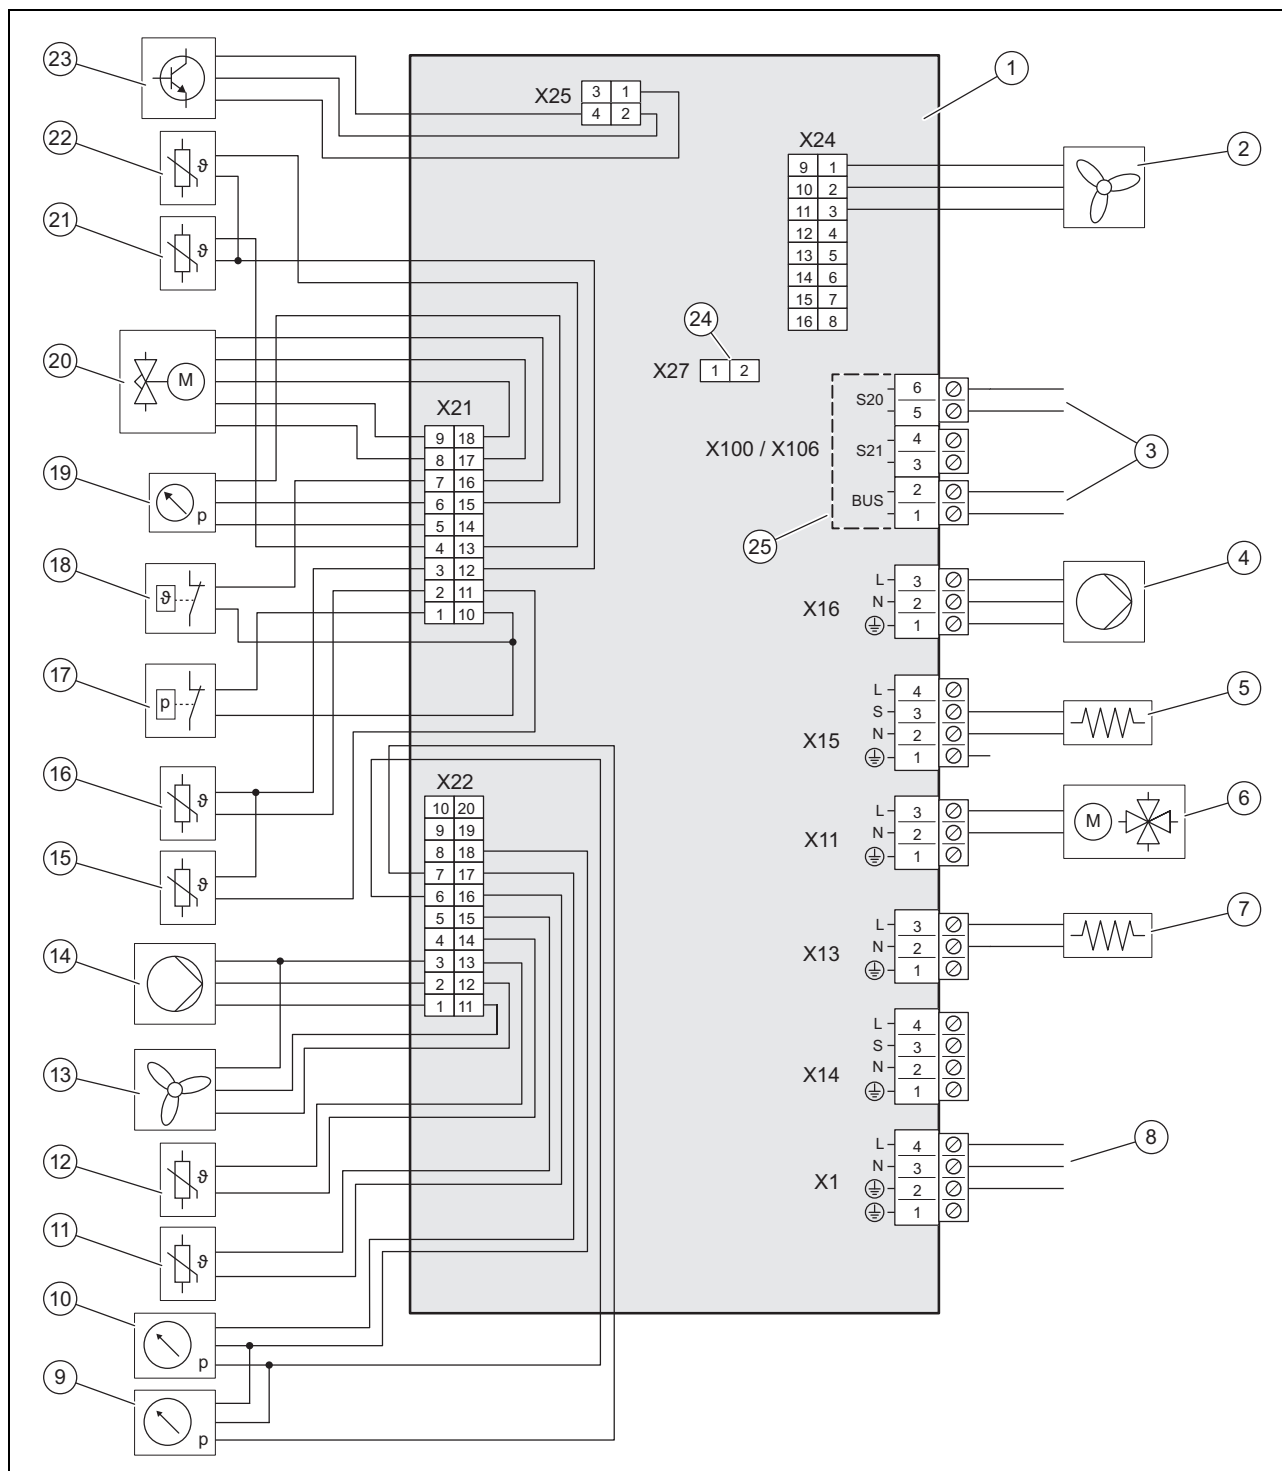 23
1
X25
3 1
4 2
X24
9 1
10 2
11 3
12 4
13 5
14 6
15 7
16 8
2
22
ϑ
21
ϑ
24
X27
1 2
20
M
X21
9 18
8 17
7 16
6 15
5 14
4 13
3 12
2 11
1 10
S20
6
5
X100 / X106
S21
4
3
BUS
2
1
3
25
19
p
18
ϑ
X16
L 3
N 2
1
4
17
p
X15
L 4
S 3
N 2
1
5
16
ϑ
15
ϑ
X22
10 20
9 19
8 18
7 17
6 16
5 15
4 14
3 13
2 12
1 11
X11
L 3
N 2
1
M
6
14
X13
L 3
N 2
1
7
13
X14
L 4
S 3
N 2
1
12
ϑ
X1
L 4
N 3
2
1
8
11
ϑ
10
p
9
p